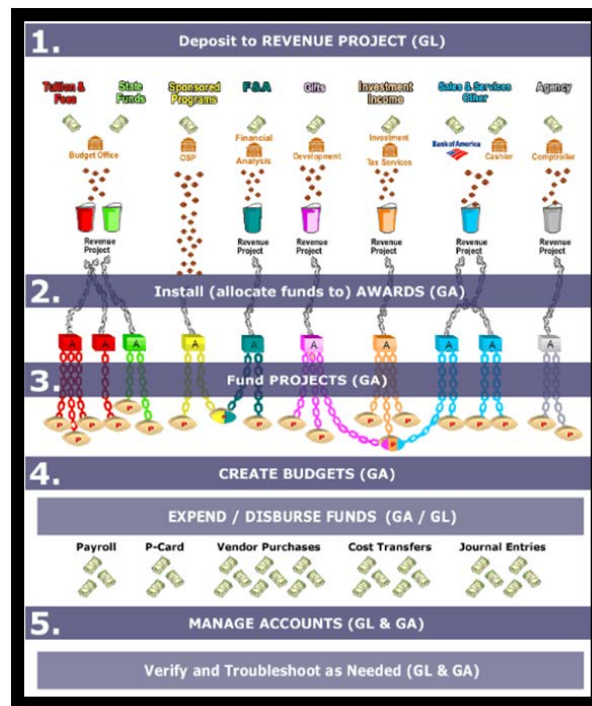 1. Deposit to REVENUE PROJECT (GL)
Tuition & Fees
State Funds
Sponsored Programs
F&A
Gifts
Investment Income
Sales & Services Other
Agency
Budget Office
OSP
Financial Analysis
Development
Investment Tax Services
Bank of America
Cashier
Comptroller
Revenue Project
Revenue Project
Revenue Project
Revenue Project
Revenue Project
Revenue Project
2. Install (allocate funds to) AWARDS (GA)
A A A A A A A A A A
3. Fund PROJECTS (GA)
P P P P P P P P P P P P P P P P P P
4. CREATE BUDGETS (GA)
EXPEND / DISBURSE FUNDS (GA / GL)
Payroll P-Card Vendor Purchases Cost Transfers Journal Entries
5. MANAGE ACCOUNTS (GL & GA)
Verify and Troubleshoot as Needed (GL & GA)